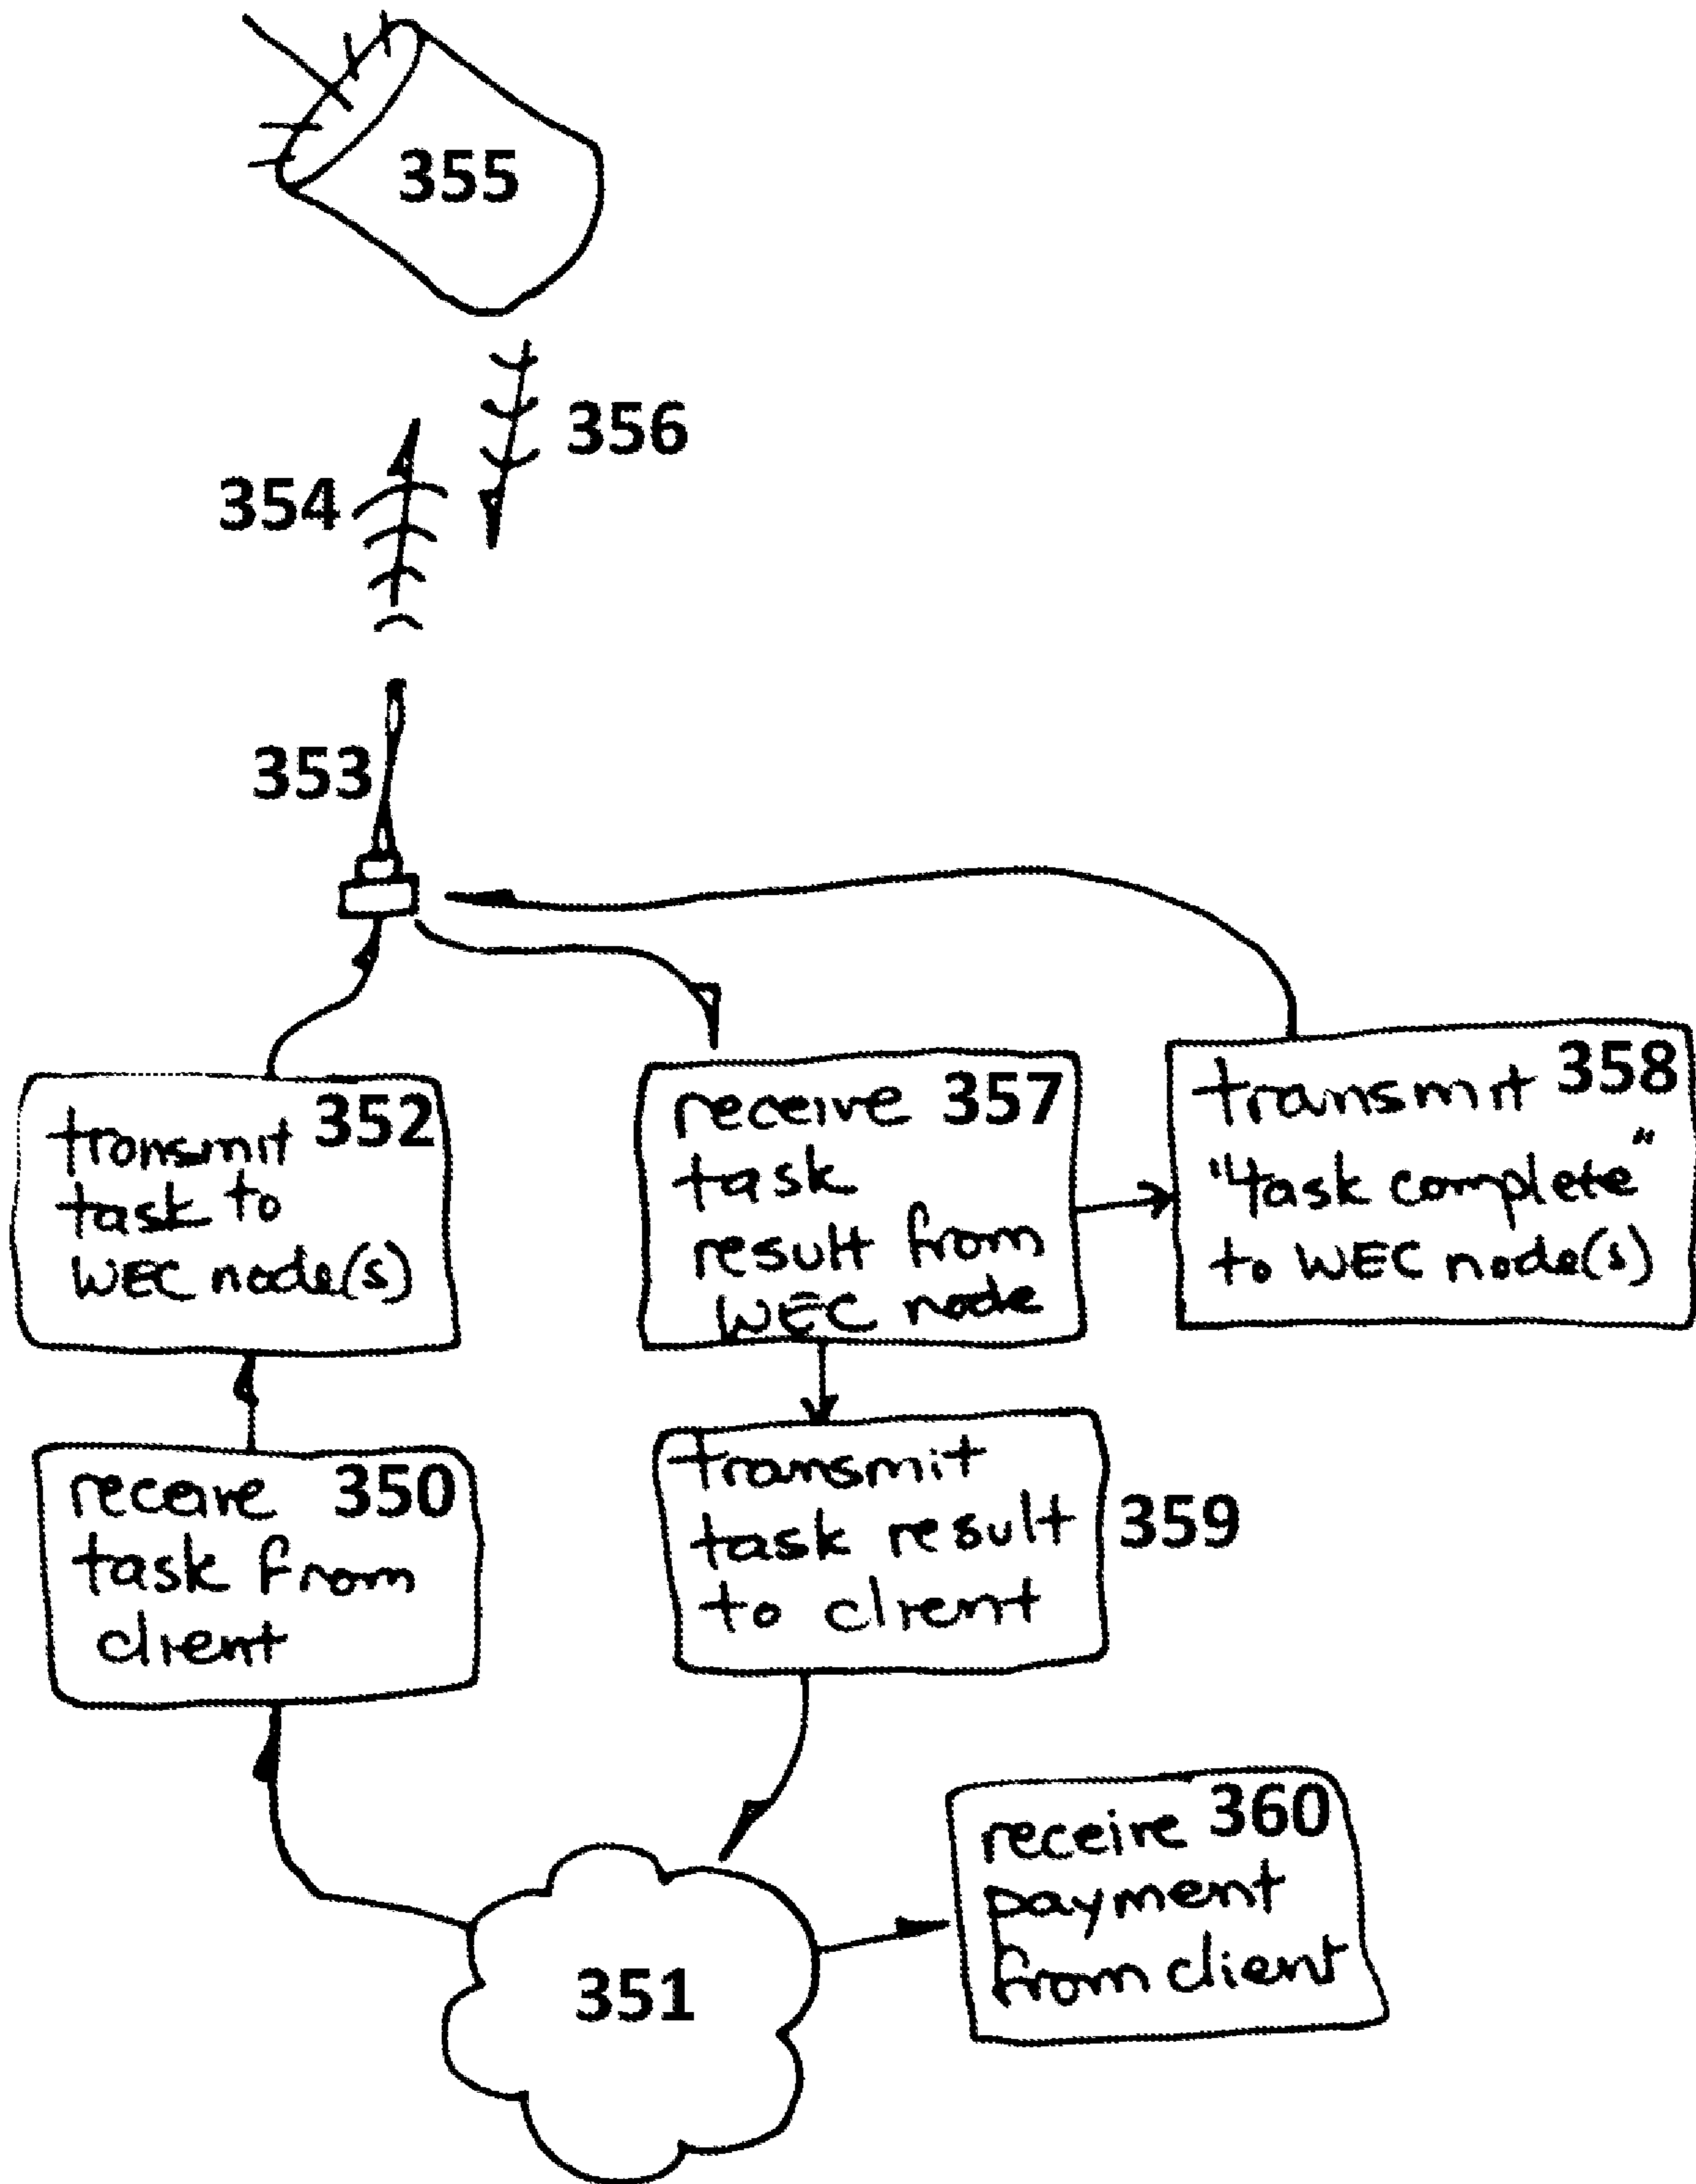 355
356
354
353
transmit 352
task to
WEC node(s)
receive 357
task
result from
WEC node
transmit 358
"task complete"
to WEC node(s)
receive 350
task from
client
transmit
task result
to client
359
receive 360
payment
from client
351